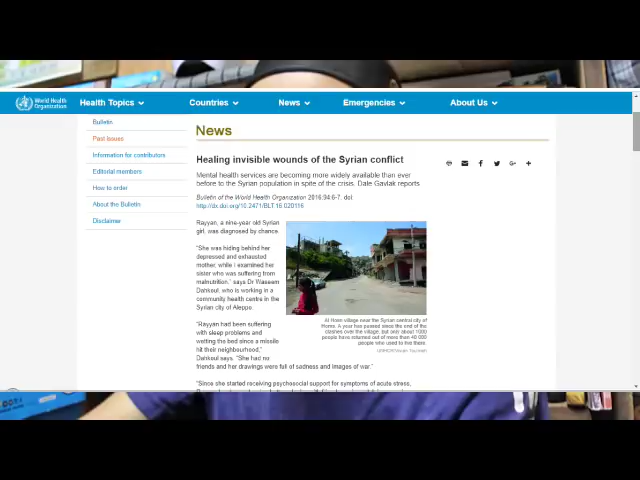 World Health
Organization
Health Topics
Countries
News
Emergencies
About Us
Bulletin
Past issues
Information for contributors
Editorial members
How to order
About the Bulletin
Disclaimer
News
Healing invisible wounds of the Syrian conflict
Mental health services are becoming more widely available than ever
before to the Syrian population in spite of the crisis. Dale Gavlak reports
Bulletin of the World Health Organization 2016;94:6-7. doi:
http://dx.doi.org/10.2471/BLT.16.020116
Rayyan, a nine-year old Syrian
girl, was diagnosed by chance.
"She was hiding behind her
depressed and exhausted
mother, while I examined her
sister who was suffering from
malnutrition," says Dr Waseem
Dahkoul, who is working in a
community health centre in the
Syrian city of Aleppo.
"Rayyan had been suffering
with sleep problems and
wetting the bed since a missile
hit their neighbourhood,"
Dahkoul says. "She had no
friends and her drawings were full of sadness and images of war."
"Since she started receiving psychosocial support for symptoms of acute stress,
Al Hosn village near the Syrian central city of
Homs. A year has passed since the end of the
clashes over the village, but only about 1000
people have returned out of more than 40 000
people who used to live there.